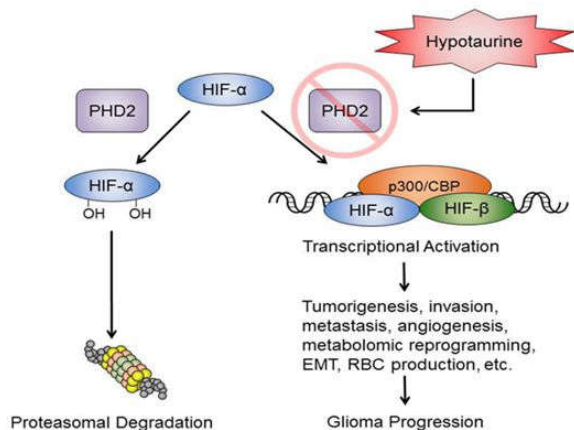 Hypotaurine
PHD2
HIF-α
PHD2
HIF-α
OH OH
p300/CBP
HIF-α
HIF-β
Transcriptional Activation
Tumorigenesis, invasion,
metastasis, angiogenesis,
metabolomic reprogramming,
EMT, RBC production, etc.
Proteasomal Degradation
Glioma Progression